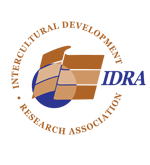 INTERCULTURAL DEVELOPMENT
IDRA
• RESEARCH ASSOCIATION •